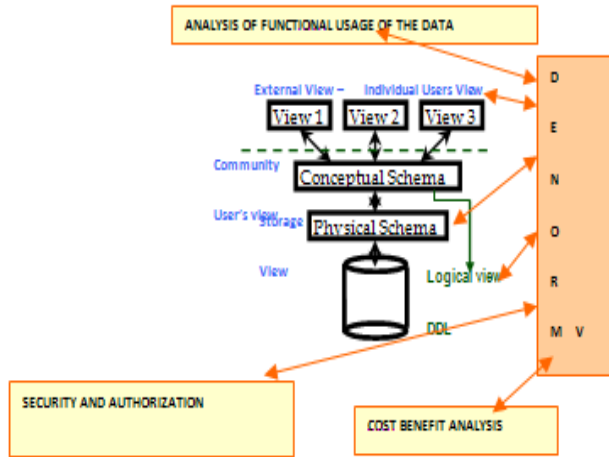 ANALYSIS OF FUNCTIONAL USAGE OF THE DATA
D
External View – Individual Users View
View 1 View 2 View 3
E
Community
Conceptual Schema
N
User's view
Storage
Physical Schema
O
View
Logical view
R
DDL
M V
SECURITY AND AUTHORIZATION
COST BENEFIT ANALYSIS